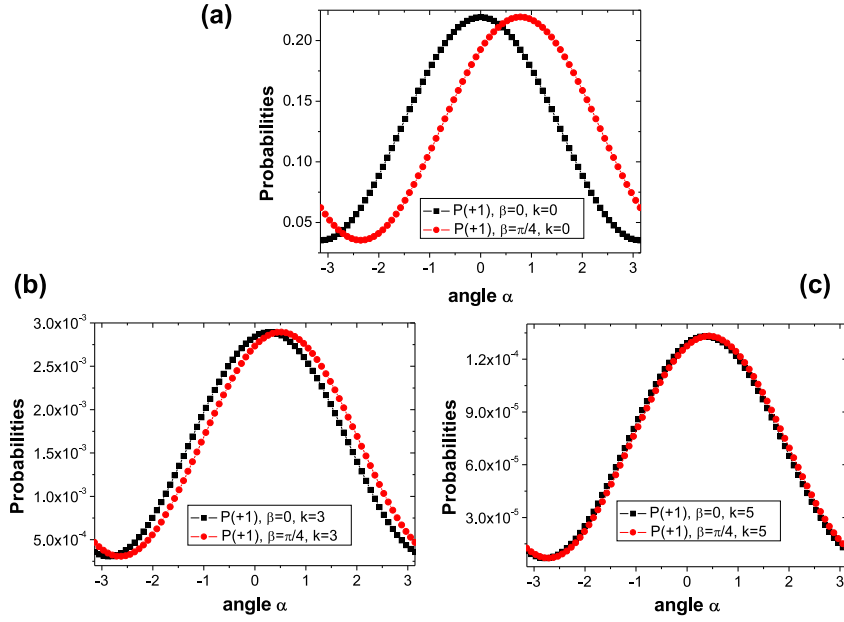 (a)
Probabilities
0.20
0.15
0.10
0.05
P(+1), β=0, k=0
P(+1), β=π/4, k=0
-3 -2 -1 0 1 2 3
angle α
(b)
Probabilities
3.0x10⁻³
2.5x10⁻³
2.0x10⁻³
1.5x10⁻³
1.0x10⁻³
5.0x10⁻⁴
P(+1), β=0, k=3
P(+1), β=π/4, k=3
-3 -2 -1 0 1 2 3
angle α
(c)
Probabilities
1.2x10⁻⁴
9.0x10⁻⁵
6.0x10⁻⁵
3.0x10⁻⁵
P(+1), β=0, k=5
P(+1), β=π/4, k=5
-3 -2 -1 0 1 2 3
angle α